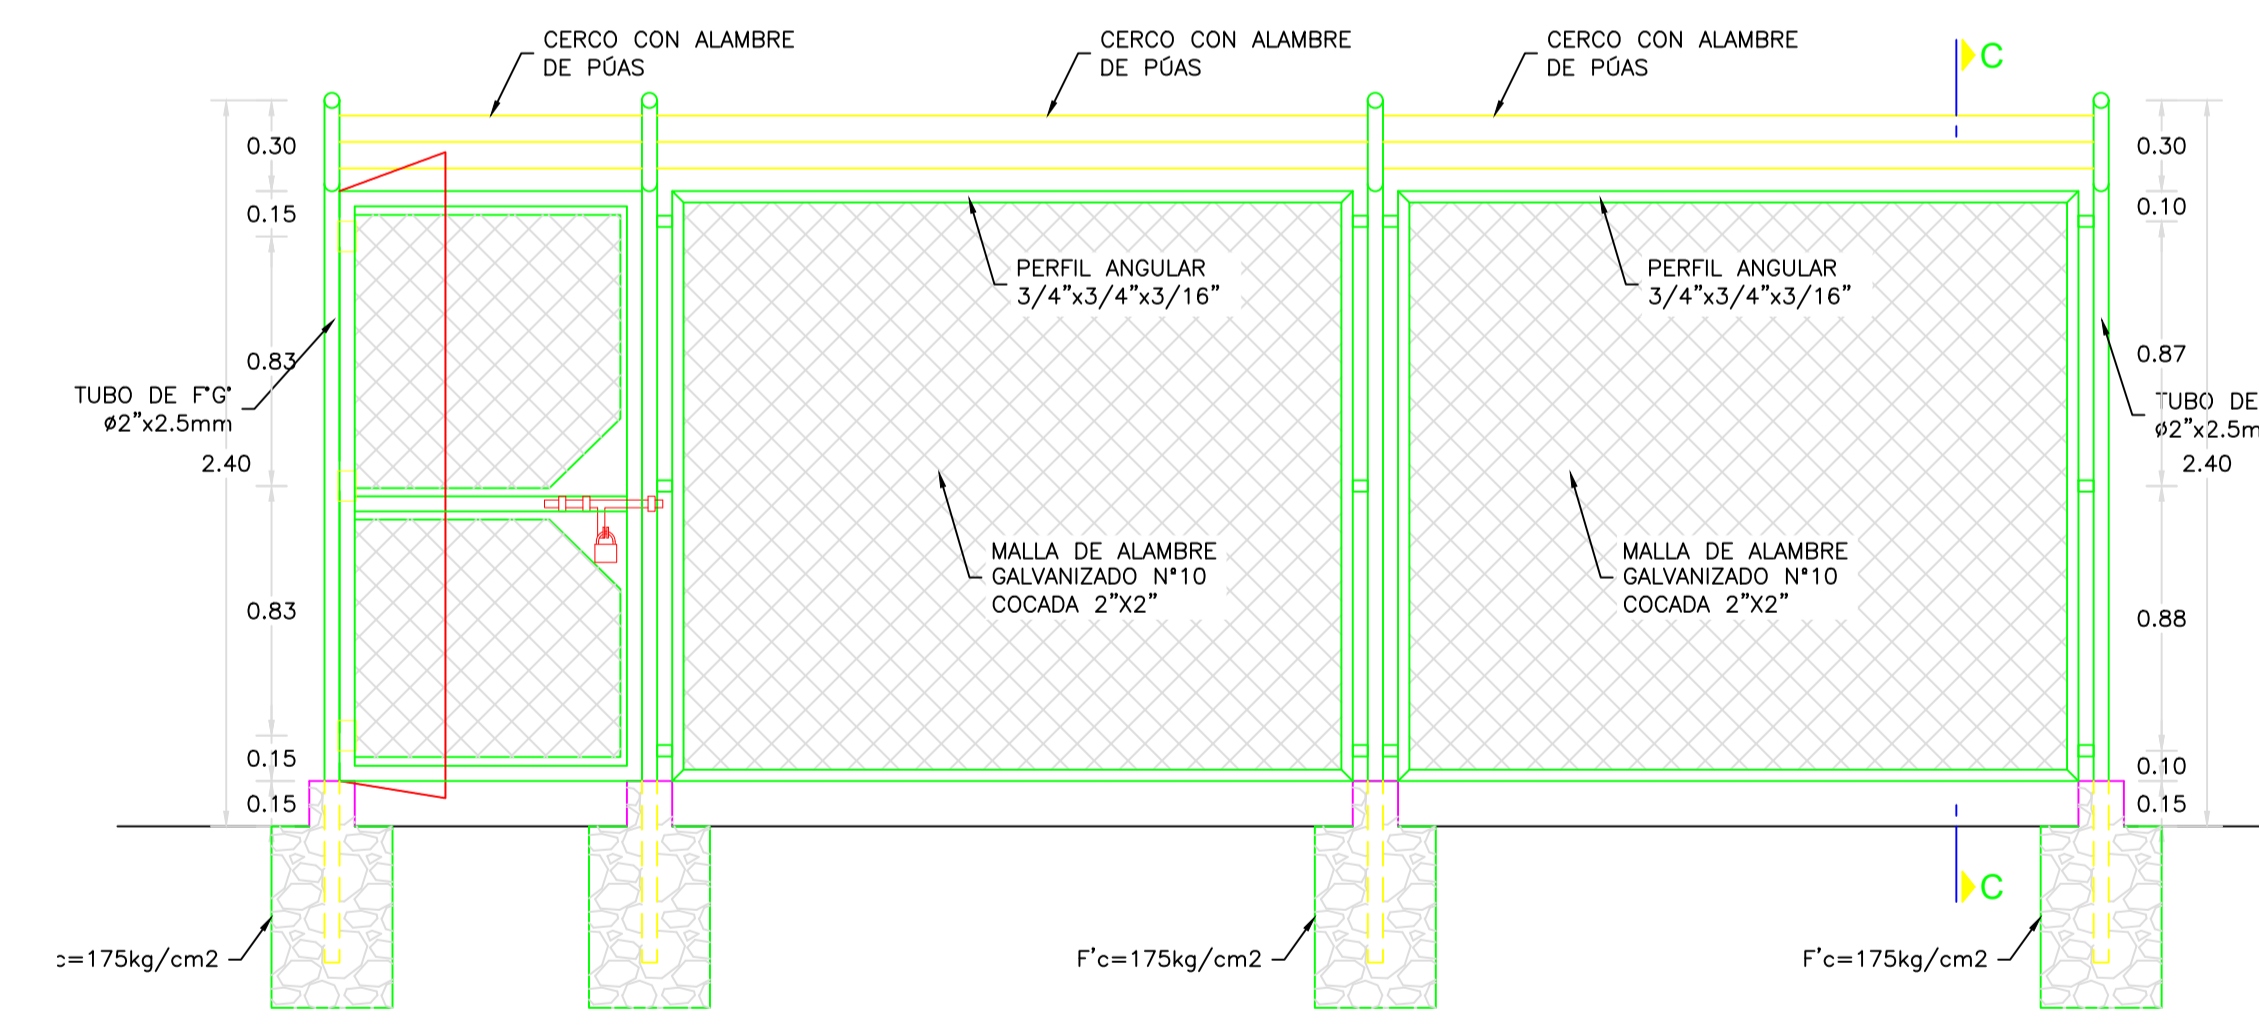 CERCO CON ALAMBRE
DE PÚAS
CERCO CON ALAMBRE
DE PÚAS
CERCO CON ALAMBRE
DE PÚAS
C
0.30
0.15
0.83
TUBO DE F'G'
ø2"x2.5mm
2.40
0.83
0.15
0.15
PERFIL ANGULAR
3/4"x3/4"x3/16"
PERFIL ANGULAR
3/4"x3/4"x3/16"
MALLA DE ALAMBRE
GALVANIZADO N°10
COCADA 2"X2"
MALLA DE ALAMBRE
GALVANIZADO N°10
COCADA 2"X2"
0.30
0.10
0.87
TUBO DE
ø2"x2.5m
2.40
0.88
0.10
0.15
C
c=175kg/cm2
F'c=175kg/cm2
F'c=175kg/cm2